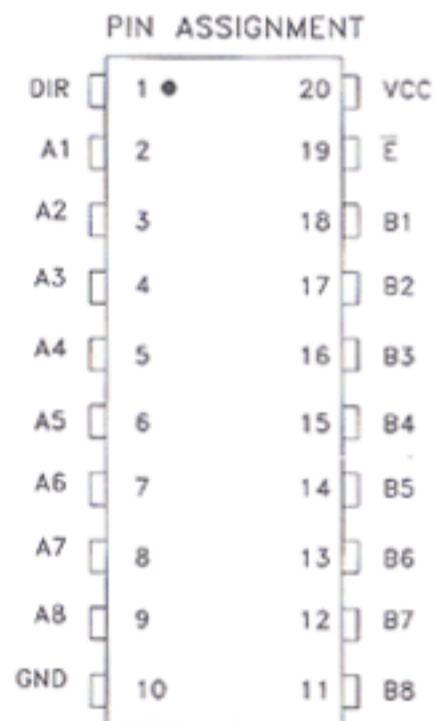 PIN ASSIGNMENT
DIR 1 20 VCC
A1 2 19 E̅
A2 3 18 B1
A3 4 17 B2
A4 5 16 B3
A5 6 15 B4
A6 7 14 B5
A7 8 13 B6
A8 9 12 B7
GND 10 11 B8